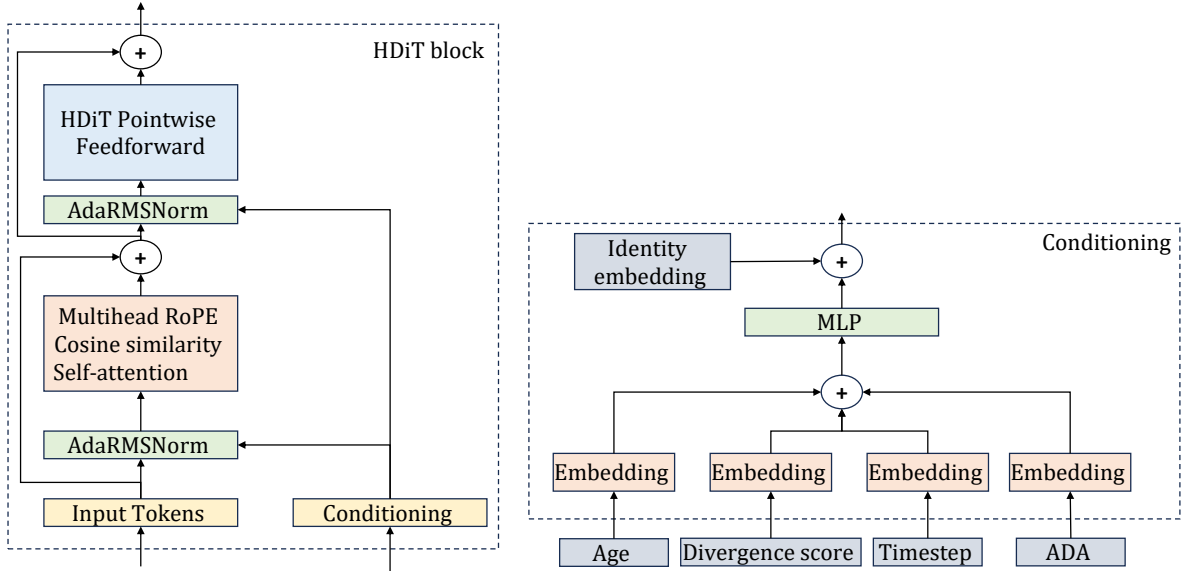 HDiT block
+
HDiT Pointwise
Feedforward
AdaRMSNorm
+
Multihead RoPE
Cosine similarity
Self-attention
AdaRMSNorm
Input Tokens
Conditioning
Conditioning
Identity
embedding
+
MLP
+
Embedding
Embedding
Embedding
Embedding
Age
Divergence score
Timestep
ADA